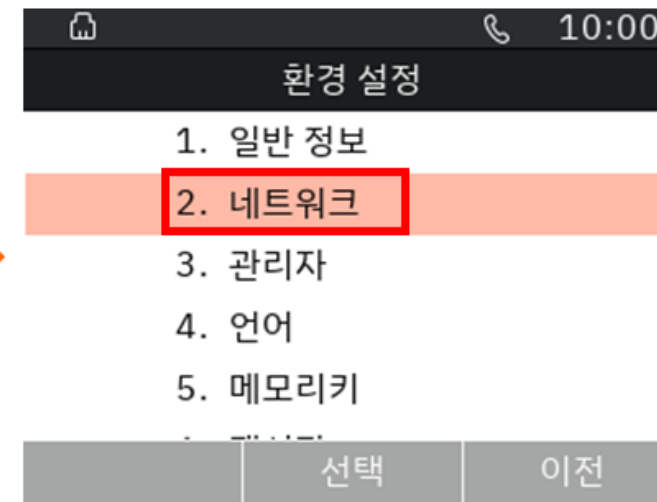 10:00
환경 설정
1. 일반 정보
2. 네트워크
3. 관리자
4. 언어
5. 메모리키
선택 이전